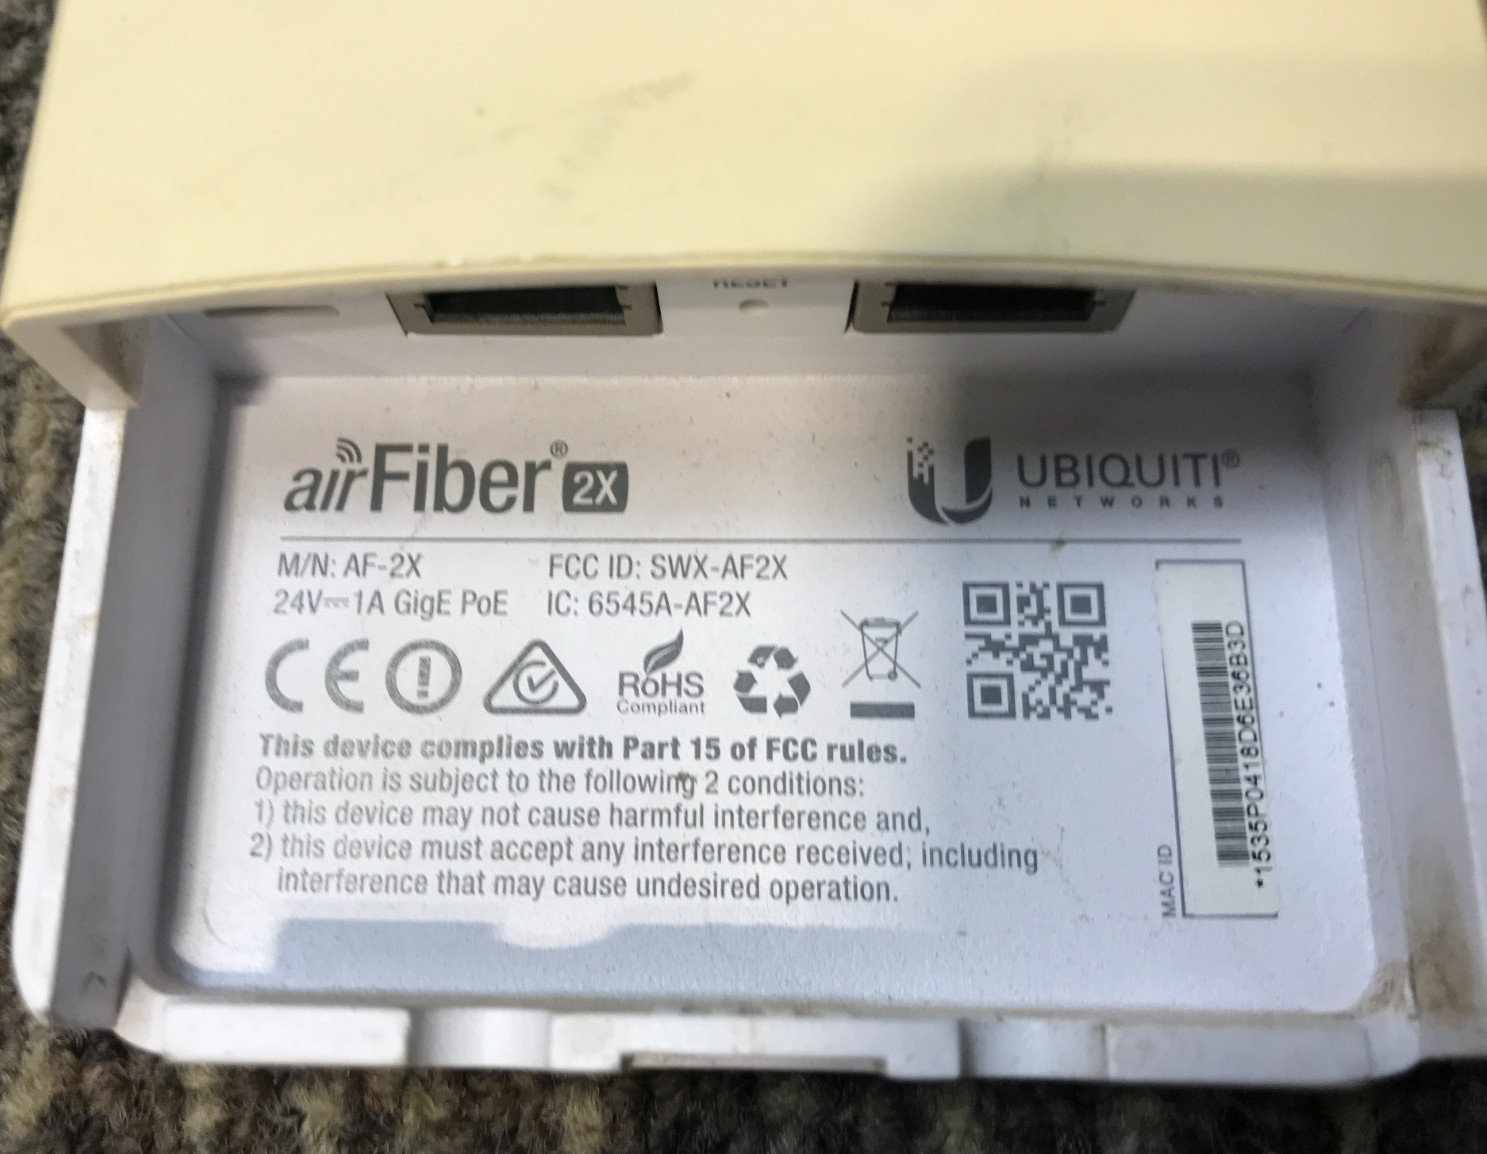 RESET
airFiber® 2X
UBIQUITI®
NETWORKS
M/N: AF-2X
FCC ID: SWX-AF2X
24V⎓1A GigE PoE
IC: 6545A-AF2X
CE
RoHS
Compliant
This device complies with Part 15 of FCC rules.
Operation is subject to the following 2 conditions:
1) this device may not cause harmful interference and,
2) this device must accept any interference received, including
interference that may cause undesired operation.
MAC ID
*1535P0418D6E36B3D